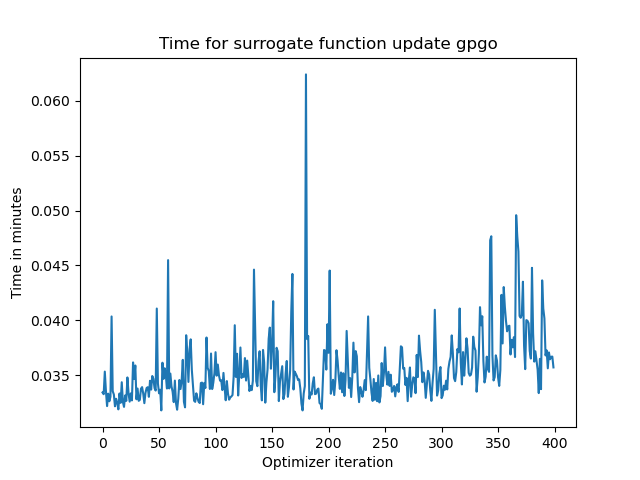 Time for surrogate function update gpgo
0.060
0.055
0.050
0.045
0.040
0.035
Time in minutes
0 50 100 150 200 250 300 350 400
Optimizer iteration